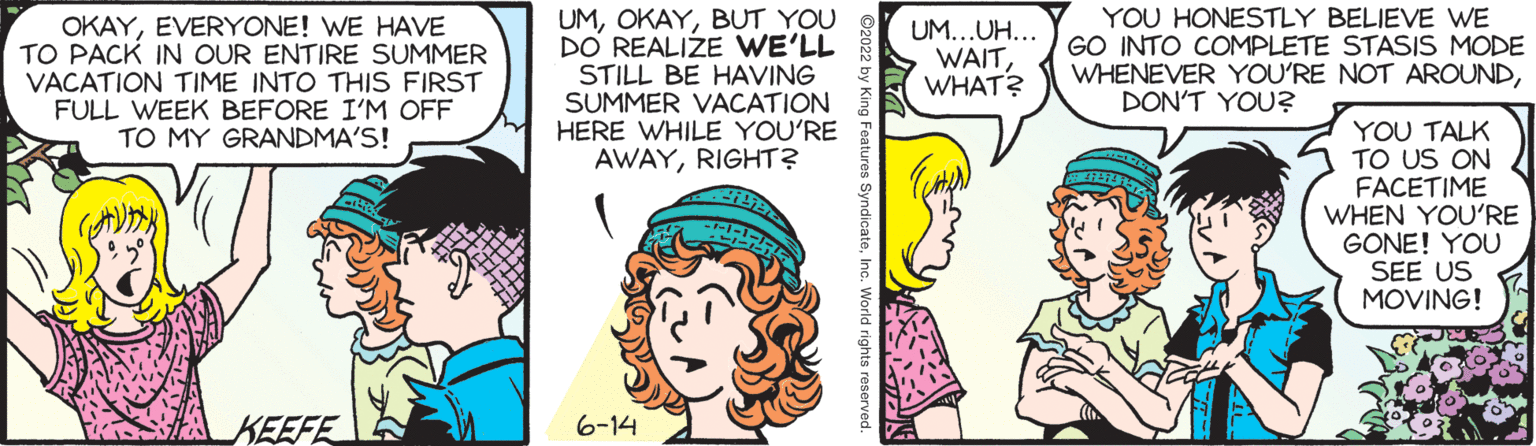 OKAY, EVERYONE! WE HAVE
TO PACK IN OUR ENTIRE SUMMER
VACATION TIME INTO THIS FIRST
FULL WEEK BEFORE I'M OFF
TO MY GRANDMA'S!
KEEFE
UM, OKAY, BUT YOU
DO REALIZE WE'LL
STILL BE HAVING
SUMMER VACATION
HERE WHILE YOU'RE
AWAY, RIGHT?
6-14
©2022 by King Features Syndicate, Inc. World rights reserved.
UM...UH...
WAIT,
WHAT?
YOU HONESTLY BELIEVE WE
GO INTO COMPLETE STASIS MODE
WHENEVER YOU'RE NOT AROUND,
DON'T YOU?
YOU TALK
TO US ON
FACETIME
WHEN YOU'RE
GONE! YOU
SEE US
MOVING!